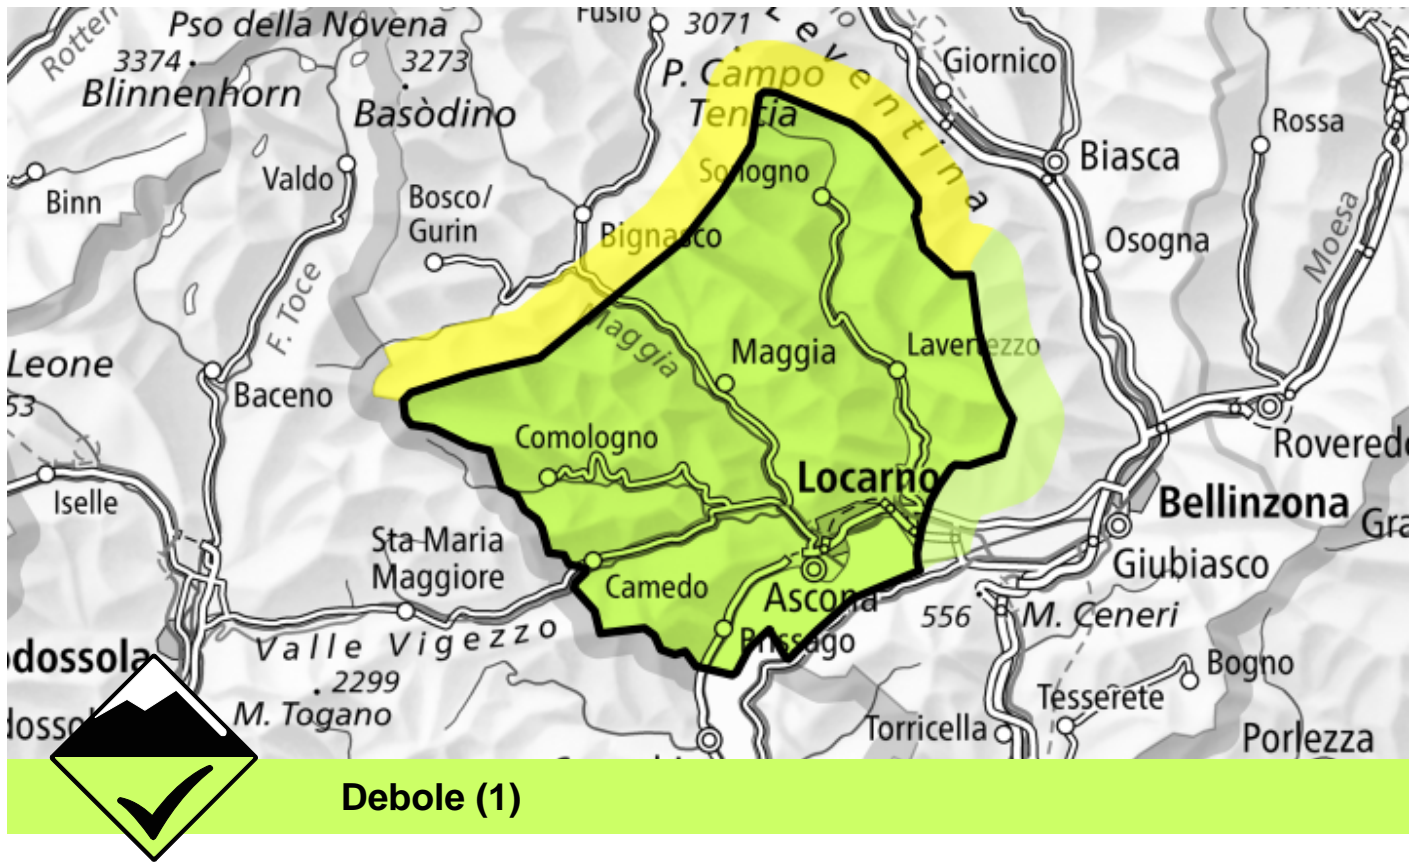 Fusio
Pso della Novena
3071
Leventina
Rotten
3374
3273
P. Campo
Tencia
Giornico
Blinnenhorn
Basòdino
Rossa
Biasca
Valdo
Sonogno
Binn
Bosco/
Gurin
Bignasco
Osogna
Moesa
F. Toce
Maggia
Maggia
Lavertezzo
Leone
53
Baceno
Comologno
Roveredo
Locarno
Iselle
Bellinzona
Gra
Sta Maria
Maggiore
Camedo
Ascona
Giubiasco
556
M. Ceneri
Valle Vigezzo
Brissago
odossola
2299
Bogno
Tesserete
M. Togano
Torricella
Porlezza
Debole (1)